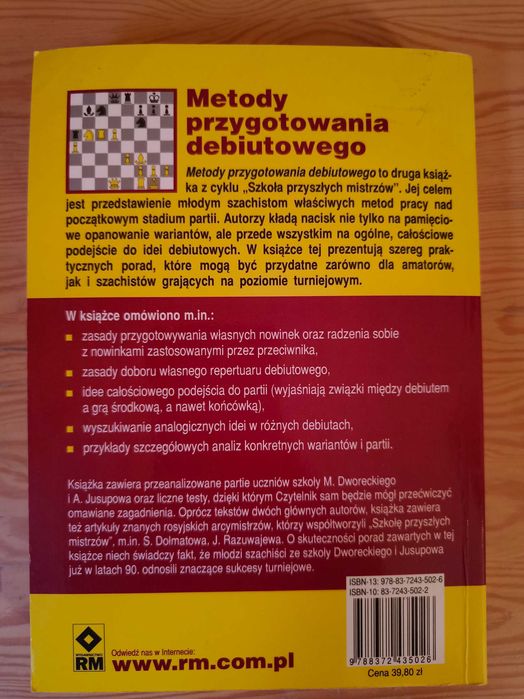 Metody
przygotowania
debiutowego
Metody przygotowania debiutowego to druga książ-
ka z cyklu „Szkoła przyszłych mistrzów”. Jej celem
jest przedstawienie młodym szachistom właściwych metod pracy nad
początkowym stadium partii. Autorzy kładą nacisk nie tylko na pamięcio-
we opanowanie wariantów, ale przede wszystkim na ogólne, całościowe
podejście do idei debiutowych. W książce tej prezentują szereg prak-
tycznych porad, które mogą być przydatne zarówno dla amatorów,
jak i szachistów grających na poziomie turniejowym.
W książce omówiono m.in.:
zasady przygotowywania własnych nowinek oraz radzenia sobie
z nowinkami zastosowanymi przez przeciwnika,
zasady doboru własnego repertuaru debiutowego,
idee całościowego podejścia do partii (wyjaśniają związki między debiutem
a grą środkową, a nawet końcówką),
wyszukiwanie analogicznych idei w różnych debiutach,
przykłady szczegółowych analiz konkretnych wariantów i partii.
Książka zawiera przeanalizowane partie uczniów szkoły M. Dworeckiego
i A. Jusupowa oraz liczne testy, dzięki którym Czytelnik sam będzie mógł przećwiczyć
omawiane zagadnienia. Oprócz tekstów dwóch głównych autorów, książka zawiera
też artykuły znanych rosyjskich arcymistrzów, którzy współtworzyli „Szkołę przyszłych
mistrzów”, m.in. S. Dołmatowa, J. Razuwajewa. O skuteczności porad zawartych w tej
książce niech świadczy fakt, że młodzi szachiści ze szkoły Dworeckiego i Jusupowa
już w latach 90. odnosili znaczące sukcesy turniejowe.
ISBN-13: 978-83-7243-502-6
ISBN-10: 83-7243-502-2
9788372435026
Cena 39,80 zł
WYDAWNICTWO
RM
Odwiedź nas w Internecie:
www.rm.com.pl